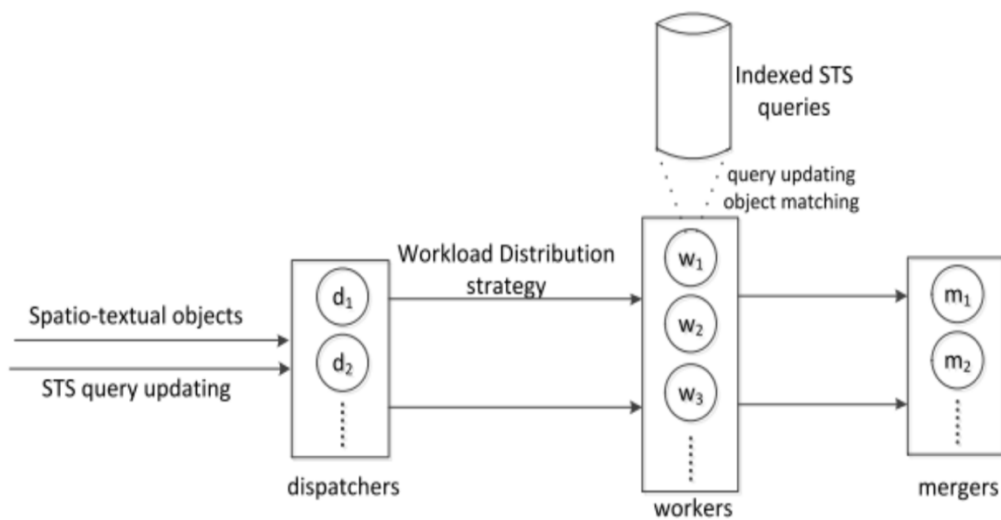 Indexed STS
queries
query updating
object matching
Workload Distribution
strategy
Spatio-textual objects
STS query updating
d1
d2
dispatchers
w1
w2
w3
workers
m1
m2
mergers